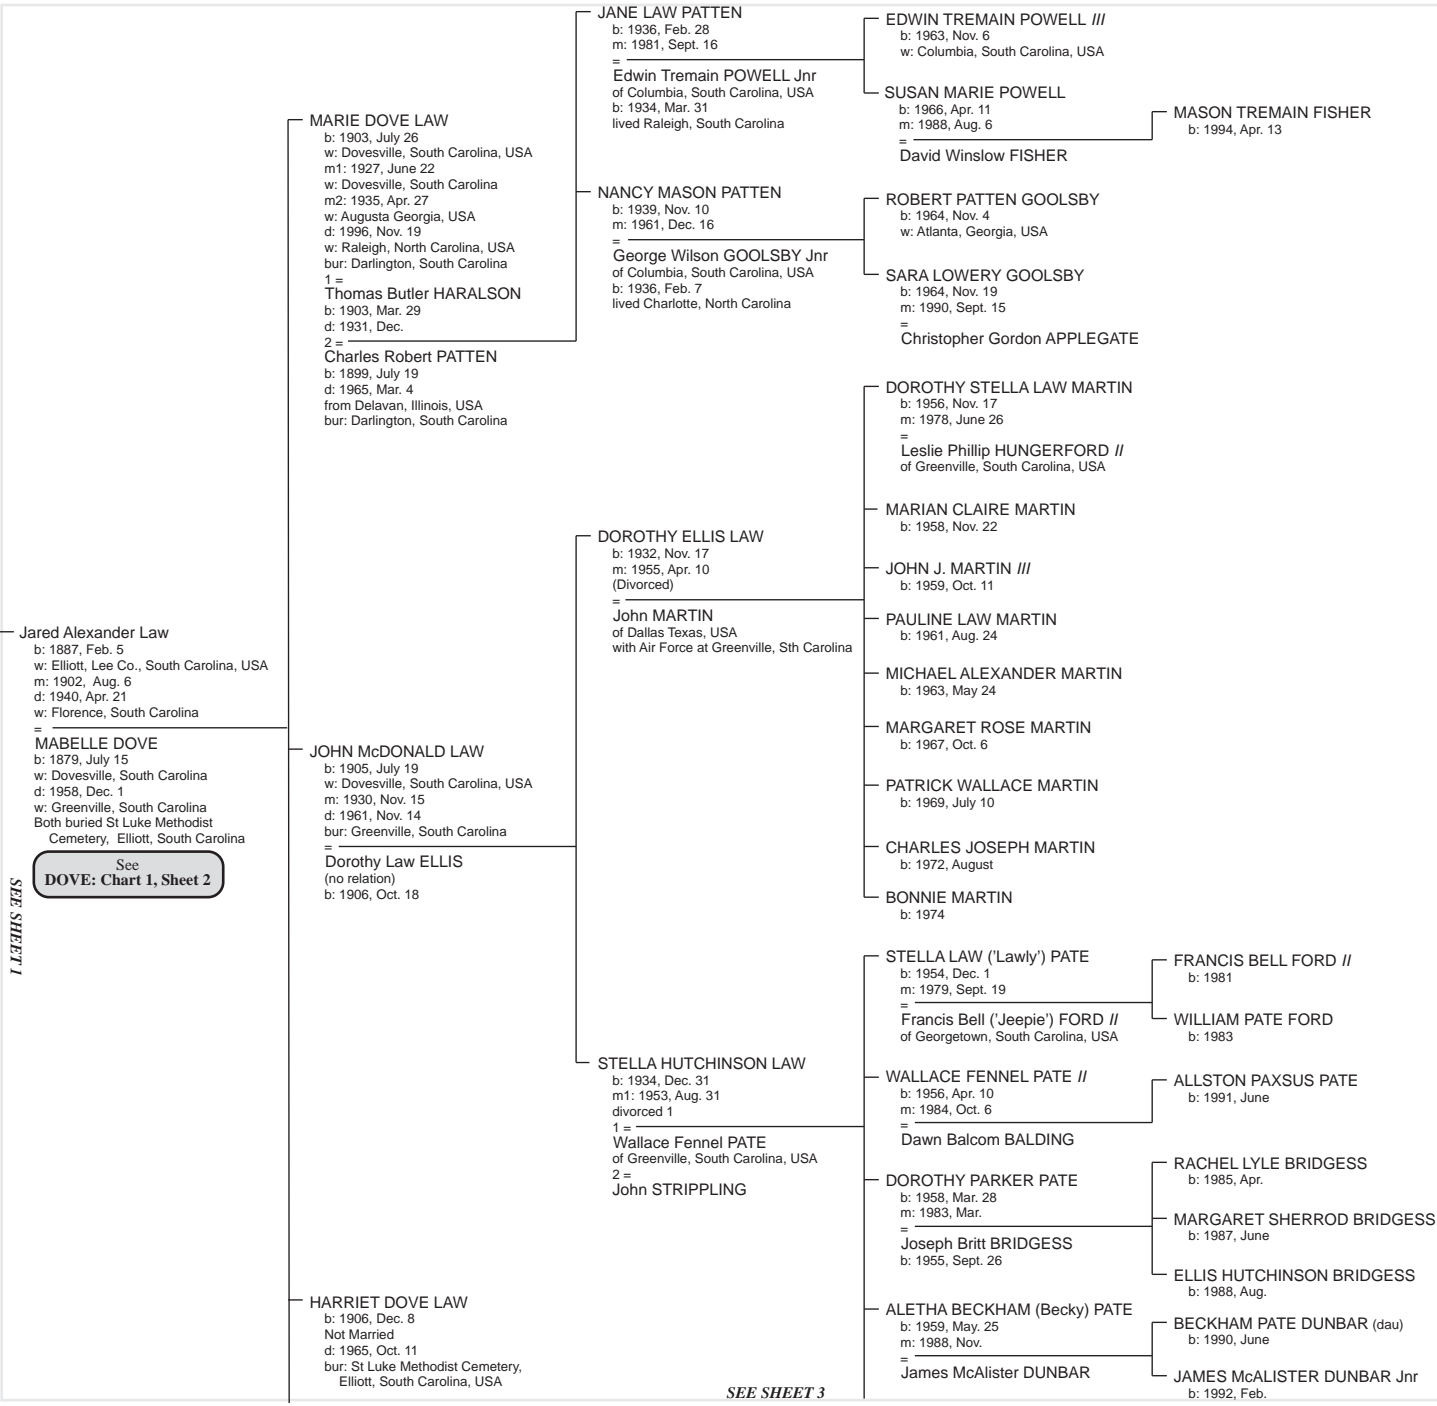 Jared Alexander Law
b: 1887, Feb. 5
w: Elliott, Lee Co., South Carolina, USA
m: 1902, Aug. 6
d: 1940, Apr. 21
w: Florence, South Carolina
=
MABELLE DOVE
b: 1879, July 15
w: Dovesville, South Carolina
d: 1958, Dec. 1
w: Greenville, South Carolina
Both buried St Luke Methodist
Cemetery, Elliott, South Carolina
See
DOVE: Chart 1, Sheet 2
SEE SHEET 1
MARIE DOVE LAW
b: 1903, July 26
w: Dovesville, South Carolina, USA
m1: 1927, June 22
w: Dovesville, South Carolina
m2: 1935, Apr. 27
w: Augusta Georgia, USA
d: 1996, Nov. 19
w: Raleigh, North Carolina, USA
bur: Darlington, South Carolina
1 =
Thomas Butler HARALSON
b: 1903, Mar. 29
d: 1931, Dec.
2 =
Charles Robert PATTEN
b: 1899, July 19
d: 1965, Mar. 4
from Delavan, Illinois, USA
bur: Darlington, South Carolina
JOHN McDONALD LAW
b: 1905, July 19
w: Dovesville, South Carolina, USA
m: 1930, Nov. 15
d: 1961, Nov. 14
bur: Greenville, South Carolina
=
Dorothy Law ELLIS
(no relation)
b: 1906, Oct. 18
HARRIET DOVE LAW
b: 1906, Dec. 8
Not Married
d: 1965, Oct. 11
bur: St Luke Methodist Cemetery,
Elliott, South Carolina, USA
JANE LAW PATTEN
b: 1936, Feb. 28
m: 1981, Sept. 16
=
Edwin Tremain POWELL Jnr
of Columbia, South Carolina, USA
b: 1934, Mar. 31
lived Raleigh, South Carolina
NANCY MASON PATTEN
b: 1939, Nov. 10
m: 1961, Dec. 16
=
George Wilson GOOLSBY Jnr
of Columbia, South Carolina, USA
b: 1936, Feb. 7
lived Charlotte, North Carolina
DOROTHY ELLIS LAW
b: 1932, Nov. 17
m: 1955, Apr. 10
(Divorced)
=
John MARTIN
of Dallas Texas, USA
with Air Force at Greenville, Sth Carolina
STELLA HUTCHINSON LAW
b: 1934, Dec. 31
m1: 1953, Aug. 31
divorced 1
1 =
Wallace Fennel PATE
of Greenville, South Carolina, USA
2 =
John STRIPPLING
EDWIN TREMAIN POWELL III
b: 1963, Nov. 6
w: Columbia, South Carolina, USA
SUSAN MARIE POWELL
b: 1966, Apr. 11
m: 1988, Aug. 6
=
David Winslow FISHER
ROBERT PATTEN GOOLSBY
b: 1964, Nov. 4
w: Atlanta, Georgia, USA
SARA LOWERY GOOLSBY
b: 1964, Nov. 19
m: 1990, Sept. 15
=
Christopher Gordon APPLEGATE
DOROTHY STELLA LAW MARTIN
b: 1956, Nov. 17
m: 1978, June 26
=
Leslie Phillip HUNGERFORD II
of Greenville, South Carolina, USA
MARIAN CLAIRE MARTIN
b: 1958, Nov. 22
JOHN J. MARTIN III
b: 1959, Oct. 11
PAULINE LAW MARTIN
b: 1961, Aug. 24
MICHAEL ALEXANDER MARTIN
b: 1963, May 24
MARGARET ROSE MARTIN
b: 1967, Oct. 6
PATRICK WALLACE MARTIN
b: 1969, July 10
CHARLES JOSEPH MARTIN
b: 1972, August
BONNIE MARTIN
b: 1974
STELLA LAW ('Lawly') PATE
b: 1954, Dec. 1
m: 1979, Sept. 19
=
Francis Bell ('Jeepie') FORD II
of Georgetown, South Carolina, USA
WALLACE FENNEL PATE II
b: 1956, Apr. 10
m: 1984, Oct. 6
=
Dawn Balcom BALDING
DOROTHY PARKER PATE
b: 1958, Mar. 28
m: 1983, Mar.
=
Joseph Britt BRIDGESS
b: 1955, Sept. 26
ALETHA BECKHAM (Becky) PATE
b: 1959, May. 25
m: 1988, Nov.
=
James McAlister DUNBAR
MASON TREMAIN FISHER
b: 1994, Apr. 13
FRANCIS BELL FORD II
b: 1981
WILLIAM PATE FORD
b: 1983
ALLSTON PAXSUS PATE
b: 1991, June
RACHEL LYLE BRIDGESS
b: 1985, Apr.
MARGARET SHERROD BRIDGESS
b: 1987, June
ELLIS HUTCHINSON BRIDGESS
b: 1988, Aug.
BECKHAM PATE DUNBAR (dau)
b: 1990, June
JAMES McALISTER DUNBAR Jnr
b: 1992, Feb.
SEE SHEET 3